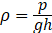 ρ = p/gh